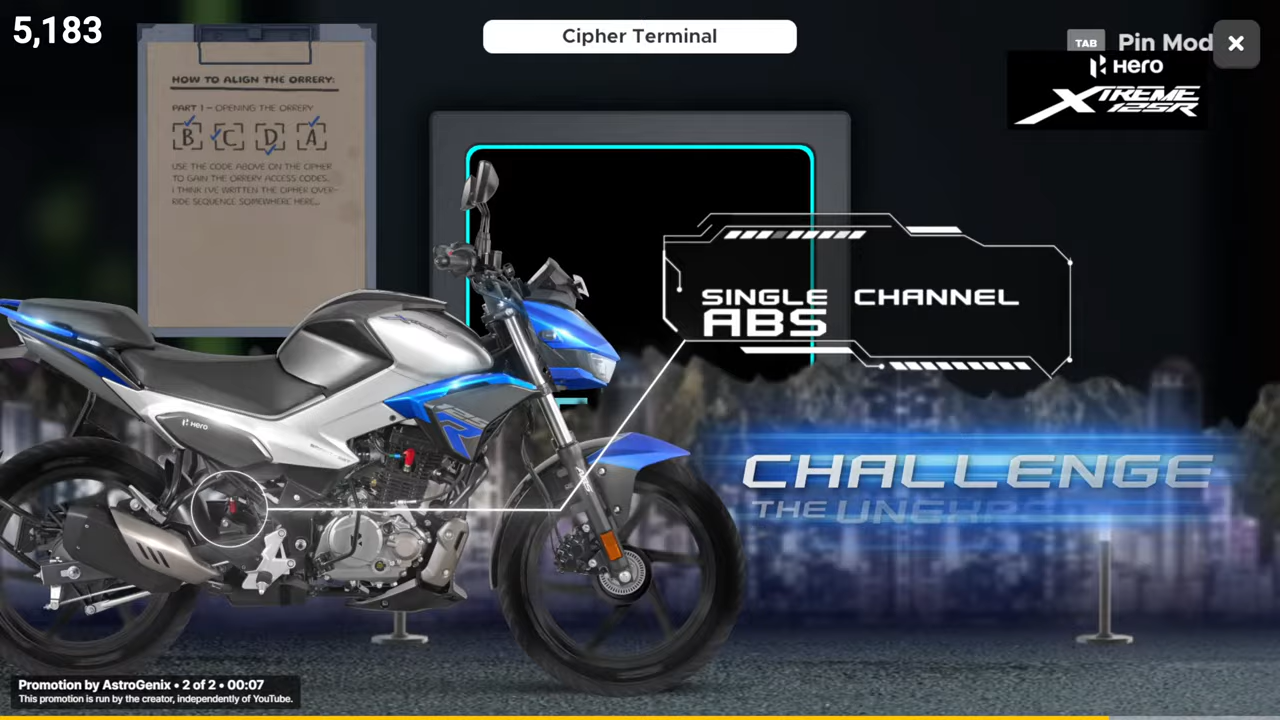 5,183
Cipher Terminal
TAB Pin Mod
Hero
XTREME
125R
HOW TO ALIGN THE ORRERY:
PART 1 – OPENING THE ORRERY
B C D A
USE THE CODE ABOVE ON THE CIPHER
TO GAIN THE ORRERY ACCESS CODES.
I THINK I'VE WRITTEN THE CIPHER OVER-
RIDE SEQUENCE SOMEWHERE HERE...
SINGLE CHANNEL
ABS
Hero
CHALLENGE
THE
Promotion by AstroGenix • 2 of 2 • 00:07
This promotion is run by the creator, independently of YouTube.